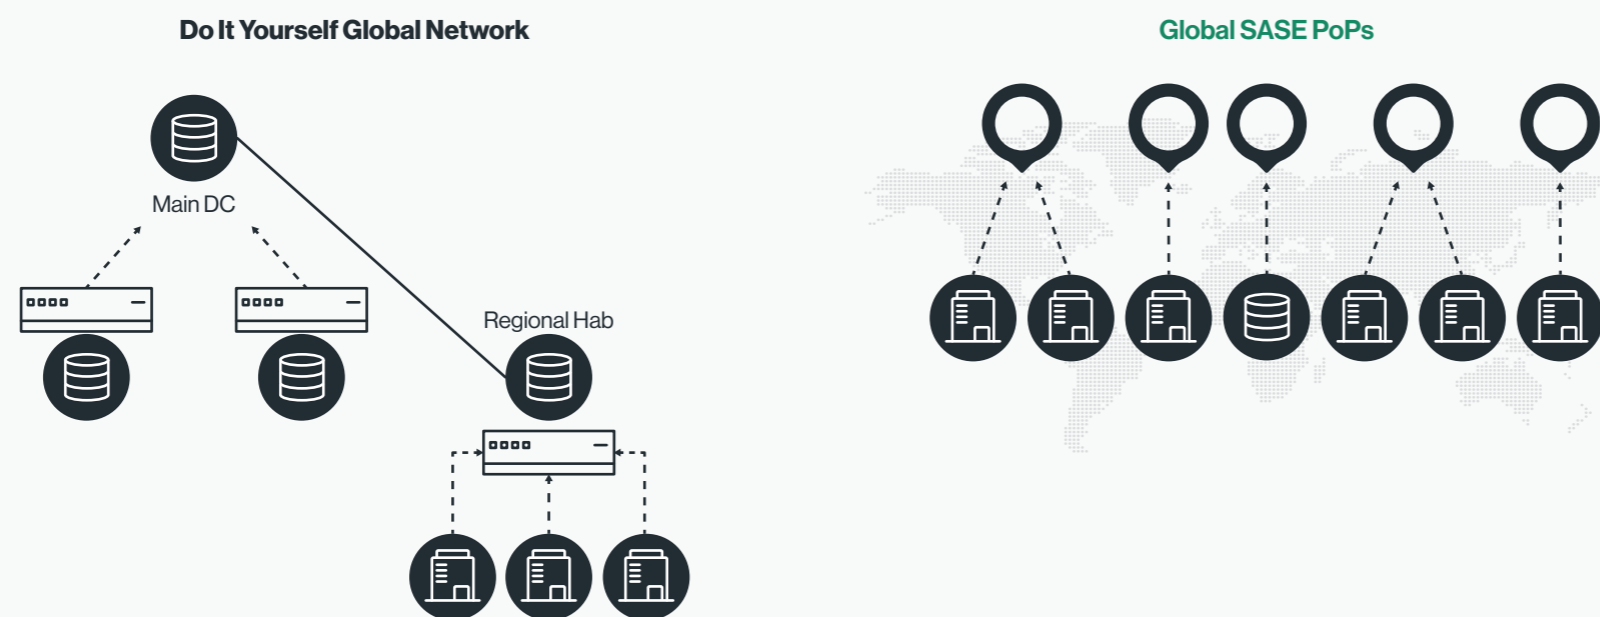 Do It Yourself Global Network
Global SASE PoPs
Main DC
Regional Hab